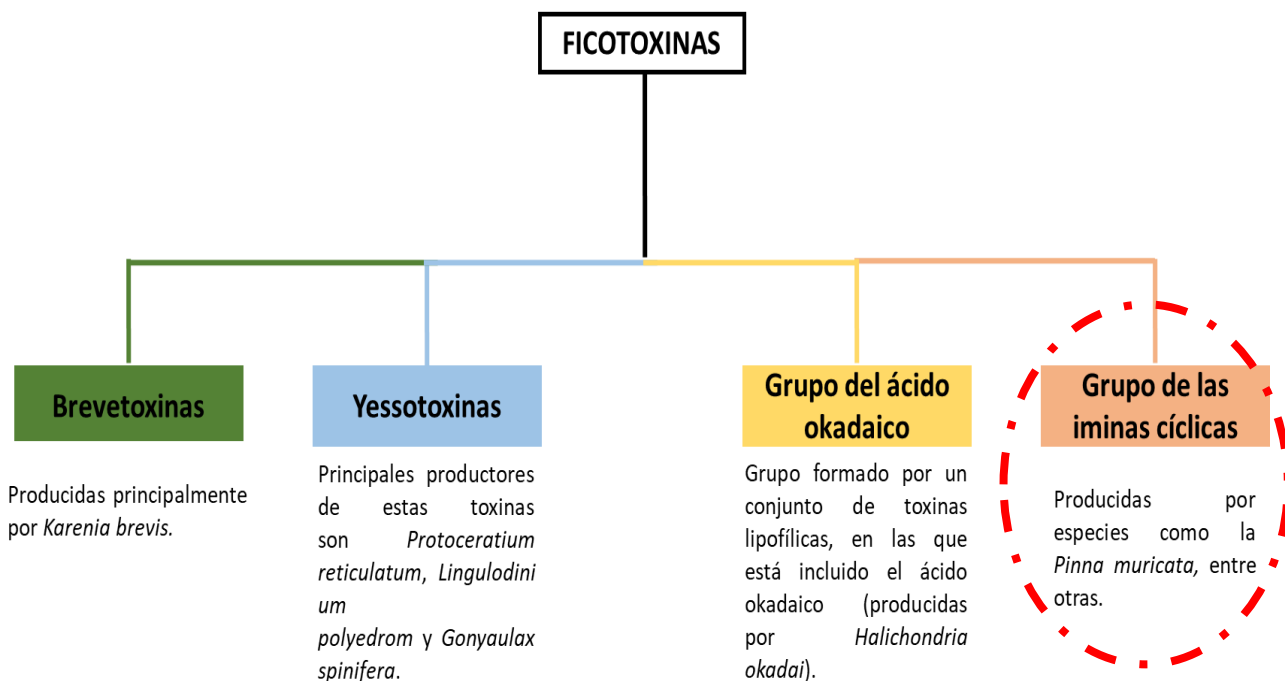 FICOTOXINAS
Brevetoxinas
Producidas principalmente
por Karenia brevis.
Yessotoxinas
Principales productores
de estas toxinas
son Protoceratium
reticulatum, Lingulodini
um
polyedrom y Gonyaulax
spinifera.
Grupo del ácido
okadaico
Grupo formado por un
conjunto de toxinas
lipofílicas, en las que
está incluido el ácido
okadaico (producidas
por Halichondria
okadai).
Grupo de las
iminas cíclicas
Producidas por
especies como la
Pinna muricata, entre
otras.